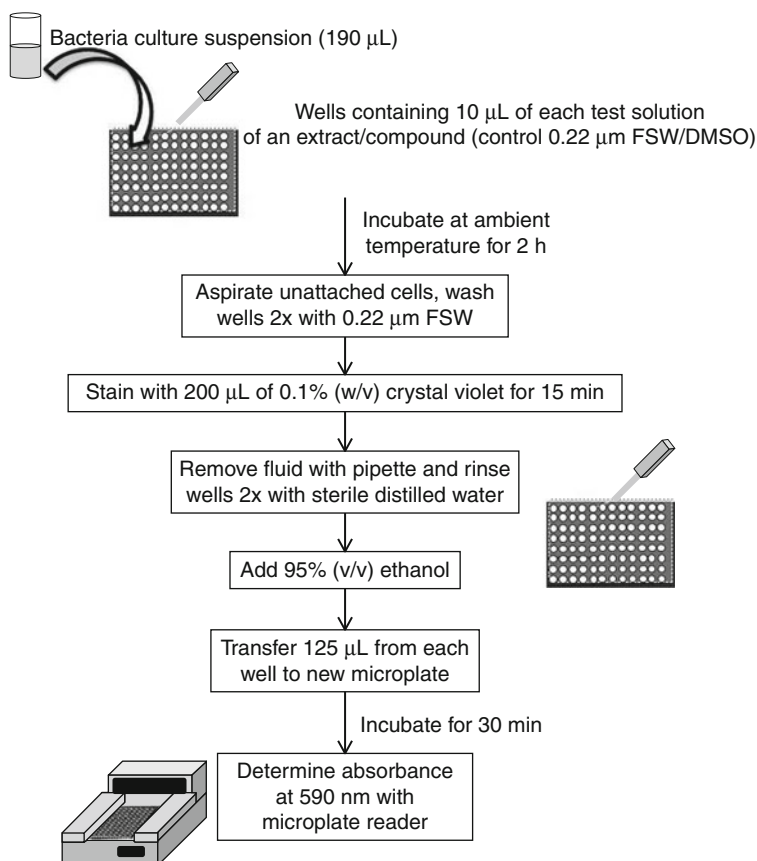 Bacteria culture suspension (190 μL)
Wells containing 10 μL of each test solution
of an extract/compound (control 0.22 μm FSW/DMSO)
Incubate at ambient
temperature for 2 h
Aspirate unattached cells, wash
wells 2x with 0.22 μm FSW
Stain with 200 μL of 0.1% (w/v) crystal violet for 15 min
Remove fluid with pipette and rinse
wells 2x with sterile distilled water
Add 95% (v/v) ethanol
Transfer 125 μL from each
well to new microplate
Incubate for 30 min
Determine absorbance
at 590 nm with
microplate reader